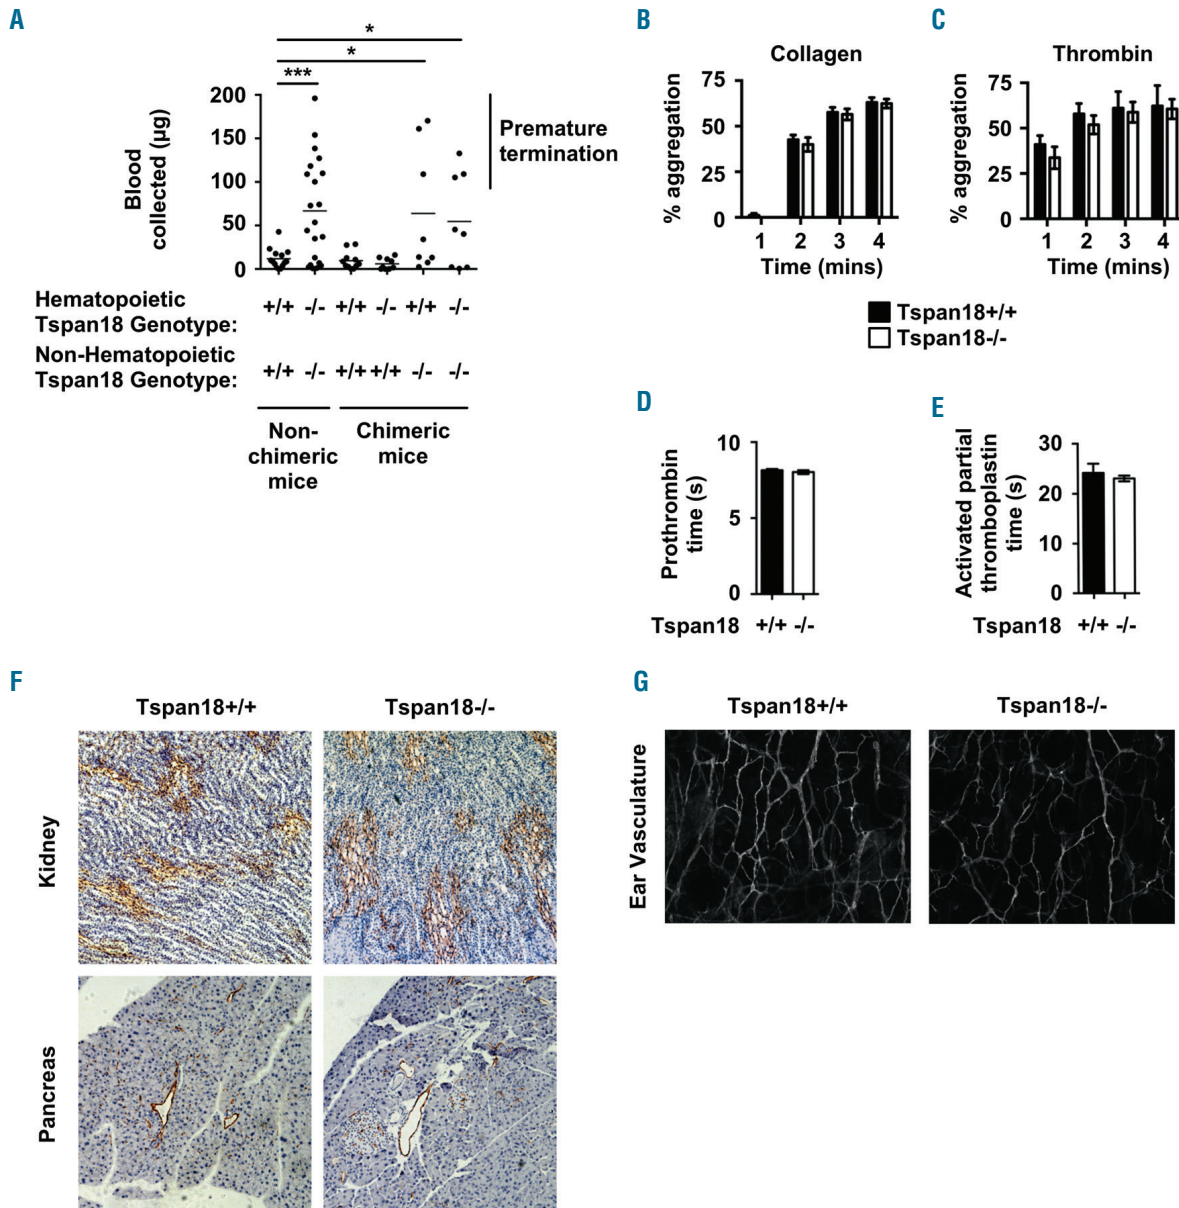 A
*
*
***
200
150
100
50
0
Blood
collected (µg)
Premature
termination
Hematopoietic
Tspan18 Genotype:
+/+ -/- +/+ -/- +/+ -/-
Non-Hematopoietic
Tspan18 Genotype:
+/+ -/- +/+ +/+ -/- -/-
Non-
chimeric
mice
Chimeric
mice
B
Collagen
% aggregation
75
50
25
0
1 2 3 4
Time (mins)
C
Thrombin
% aggregation
75
50
25
0
1 2 3 4
Time (mins)
Tspan18+/+
Tspan18-/-
D
Prothrombin
time (s)
10
5
0
Tspan18 +/+ -/-
E
Activated partial
thromboplastin
time (s)
30
20
10
0
Tspan18 +/+ -/-
F
Tspan18+/+ Tspan18-/-
Kidney
Pancreas
G
Tspan18+/+ Tspan18-/-
Ear Vasculature